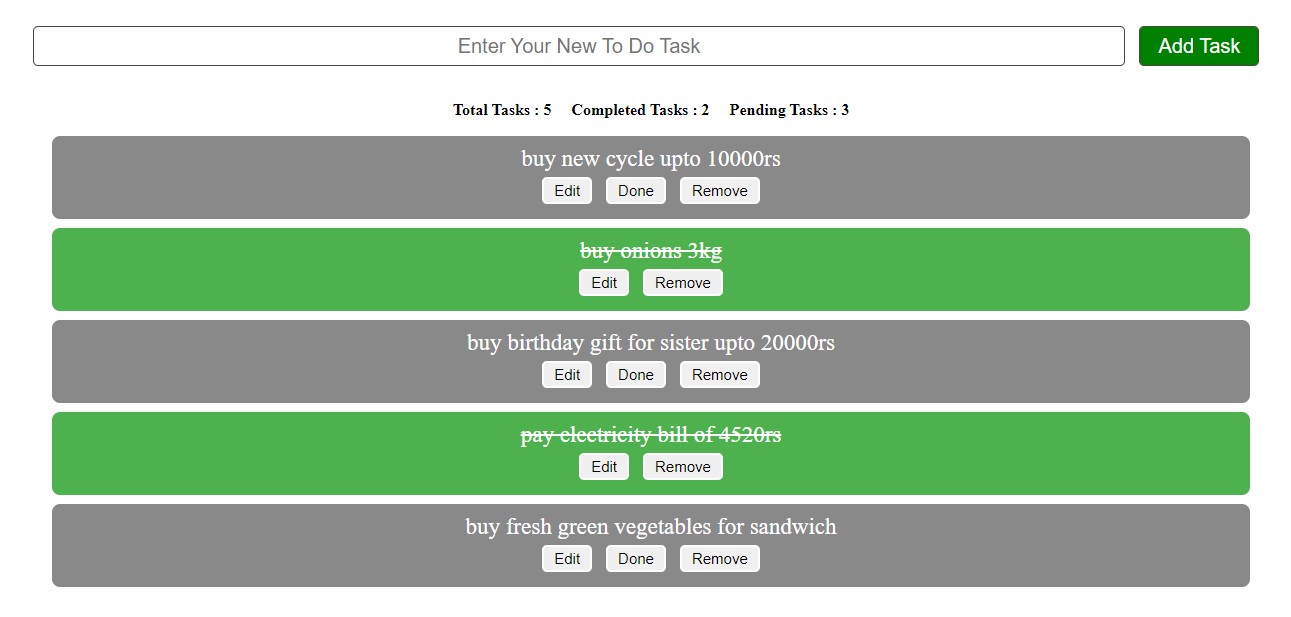 Enter Your New To Do Task Add Task
Total Tasks : 5 Completed Tasks : 2 Pending Tasks : 3
buy new cycle upto 10000rs
Edit Done Remove
buy onions 3kg
Edit Remove
buy birthday gift for sister upto 20000rs
Edit Done Remove
pay electricity bill of 4520rs
Edit Remove
buy fresh green vegetables for sandwich
Edit Done Remove